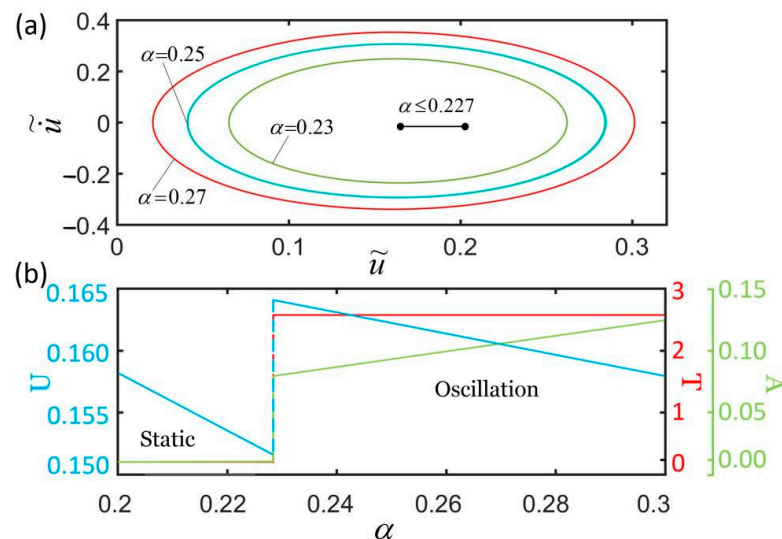 (a)
0.4
0.2
0
−0.2
−0.4
α=0.25
α≤0.227
α=0.23
α=0.27
0 0.1 0.2 0.3
ũ
ũ̇
(b)
0.165
0.160
0.155
0.150
U
Static
Oscillation
3
2
1
0
T
0.15
0.10
0.05
0.00
A
0.2 0.22 0.24 0.26 0.28 0.3
α